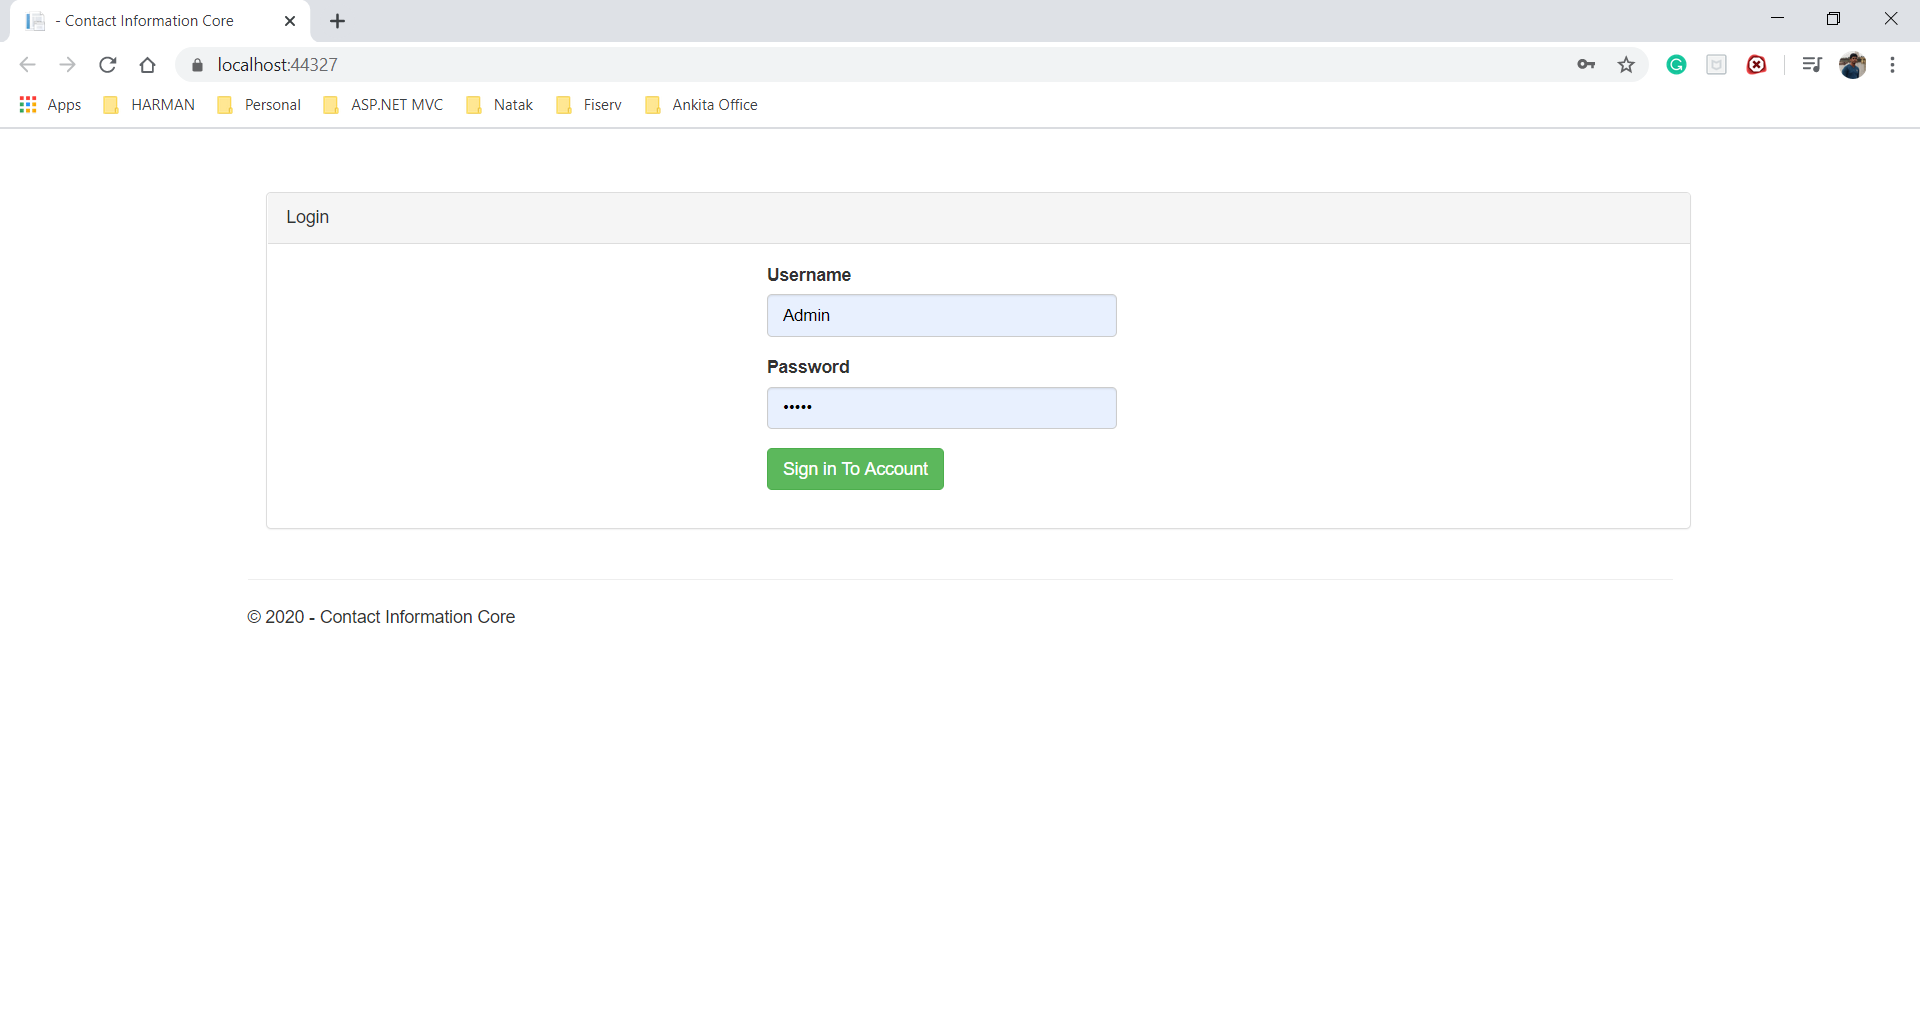 - Contact Information Core
localhost:44327
Apps HARMAN Personal ASP.NET MVC Natak Fiserv Ankita Office
Login
Username
Admin
Password
•••••
Sign in To Account
© 2020 - Contact Information Core